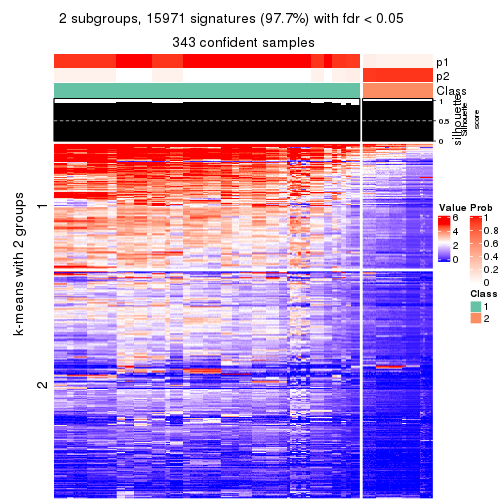 2 subgroups, 15971 signatures (97.7%) with fdr < 0.05
343 confident samples
p1
p2
Class
silhouette
Silhouette
score
1
0.5
0
k-means with 2 groups
1
2
Value
6
4
2
0
Prob
1
0.8
0.6
0.4
0.2
0
Class
1
2